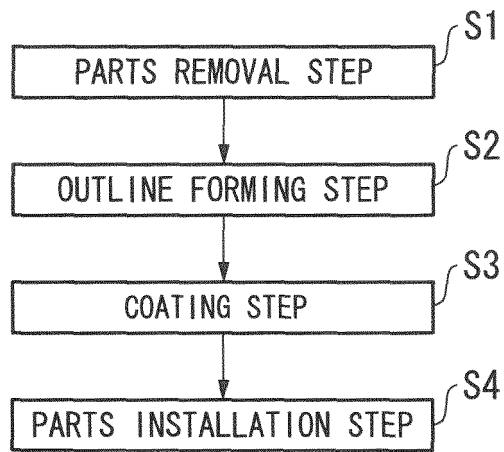 S1
PARTS REMOVAL STEP
S2
OUTLINE FORMING STEP
S3
COATING STEP
S4
PARTS INSTALLATION STEP